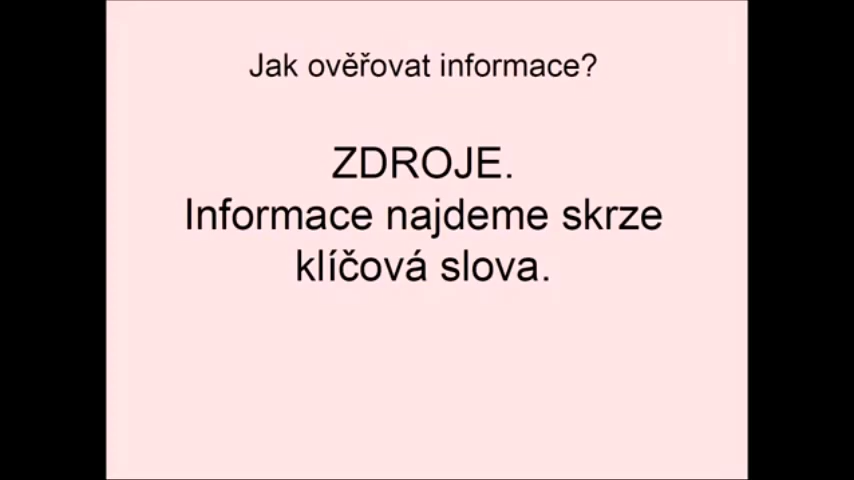 Jak ověřovat informace?
ZDROJE.
Informace najdeme skrze
klíčová slova.